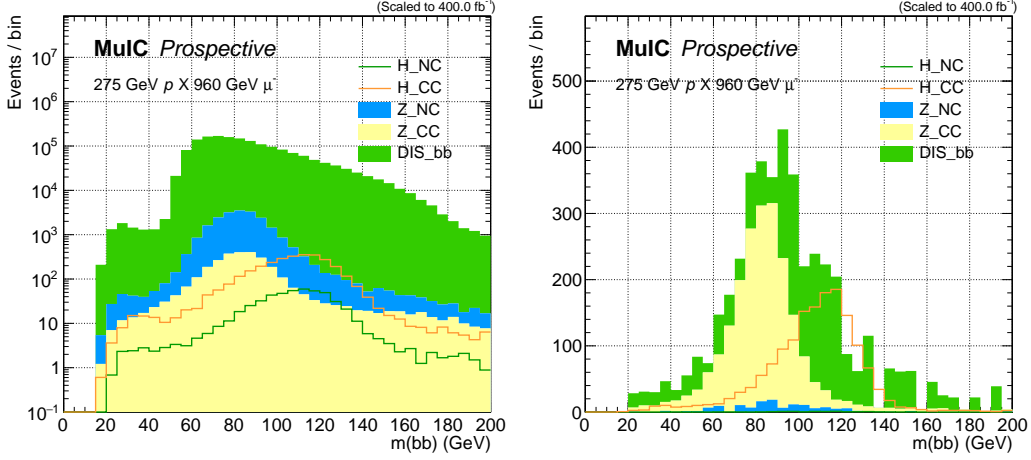 (Scaled to 400.0 fb⁻¹)
Events / bin
MuIC Prospective
275 GeV p X 960 GeV μ⁻
H_NC
H_CC
Z_NC
Z_CC
DIS_bb
10⁷
10⁶
10⁵
10⁴
10³
10²
10
1
10⁻¹
0 20 40 60 80 100 120 140 160 180 200
m(bb) (GeV)
(Scaled to 400.0 fb⁻¹)
Events / bin
MuIC Prospective
275 GeV p X 960 GeV μ⁻
H_NC
H_CC
Z_NC
Z_CC
DIS_bb
500
400
300
200
100
0
0 20 40 60 80 100 120 140 160 180 200
m(bb) (GeV)